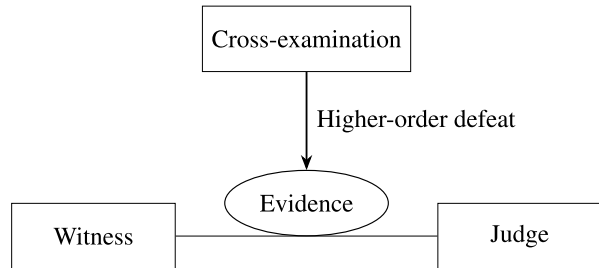 Cross-examination
Higher-order defeat
Evidence
Witness
Judge